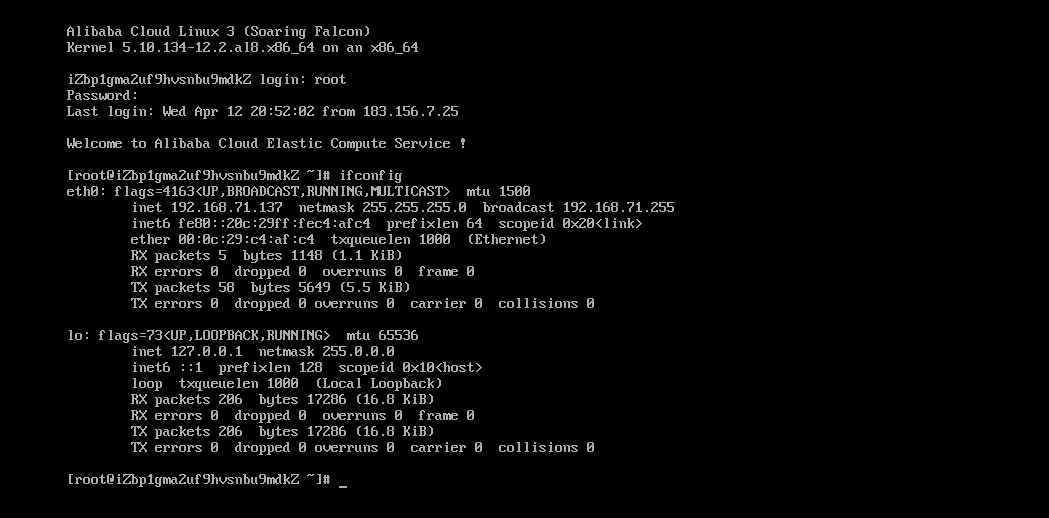 Alibaba Cloud Linux 3 (Soaring Falcon)
Kernel 5.10.134-12.2.al8.x86_64 on an x86_64
iZbp1gma2uf9hvsnbu9mdkZ login: root
Password:
Last login: Wed Apr 12 20:52:02 from 183.156.7.25
Welcome to Alibaba Cloud Elastic Compute Service !
[root@iZbp1gma2uf9hvsnbu9mdkZ ~]# ifconfig
eth0: flags=4163<UP,BROADCAST,RUNNING,MULTICAST>  mtu 1500
        inet 192.168.71.137  netmask 255.255.255.0  broadcast 192.168.71.255
        inet6 fe80::20c:29ff:fec4:afc4  prefixlen 64  scopeid 0x20<link>
        ether 00:0c:29:c4:af:c4  txqueuelen 1000  (Ethernet)
        RX packets 5  bytes 1148 (1.1 KiB)
        RX errors 0  dropped 0  overruns 0  frame 0
        TX packets 58  bytes 5649 (5.5 KiB)
        TX errors 0  dropped 0 overruns 0  carrier 0  collisions 0
lo: flags=73<UP,LOOPBACK,RUNNING>  mtu 65536
        inet 127.0.0.1  netmask 255.0.0.0
        inet6 ::1  prefixlen 128  scopeid 0x10<host>
        loop  txqueuelen 1000  (Local Loopback)
        RX packets 206  bytes 17286 (16.8 KiB)
        RX errors 0  dropped 0  overruns 0  frame 0
        TX packets 206  bytes 17286 (16.8 KiB)
        TX errors 0  dropped 0 overruns 0  carrier 0  collisions 0
[root@iZbp1gma2uf9hvsnbu9mdkZ ~]# _